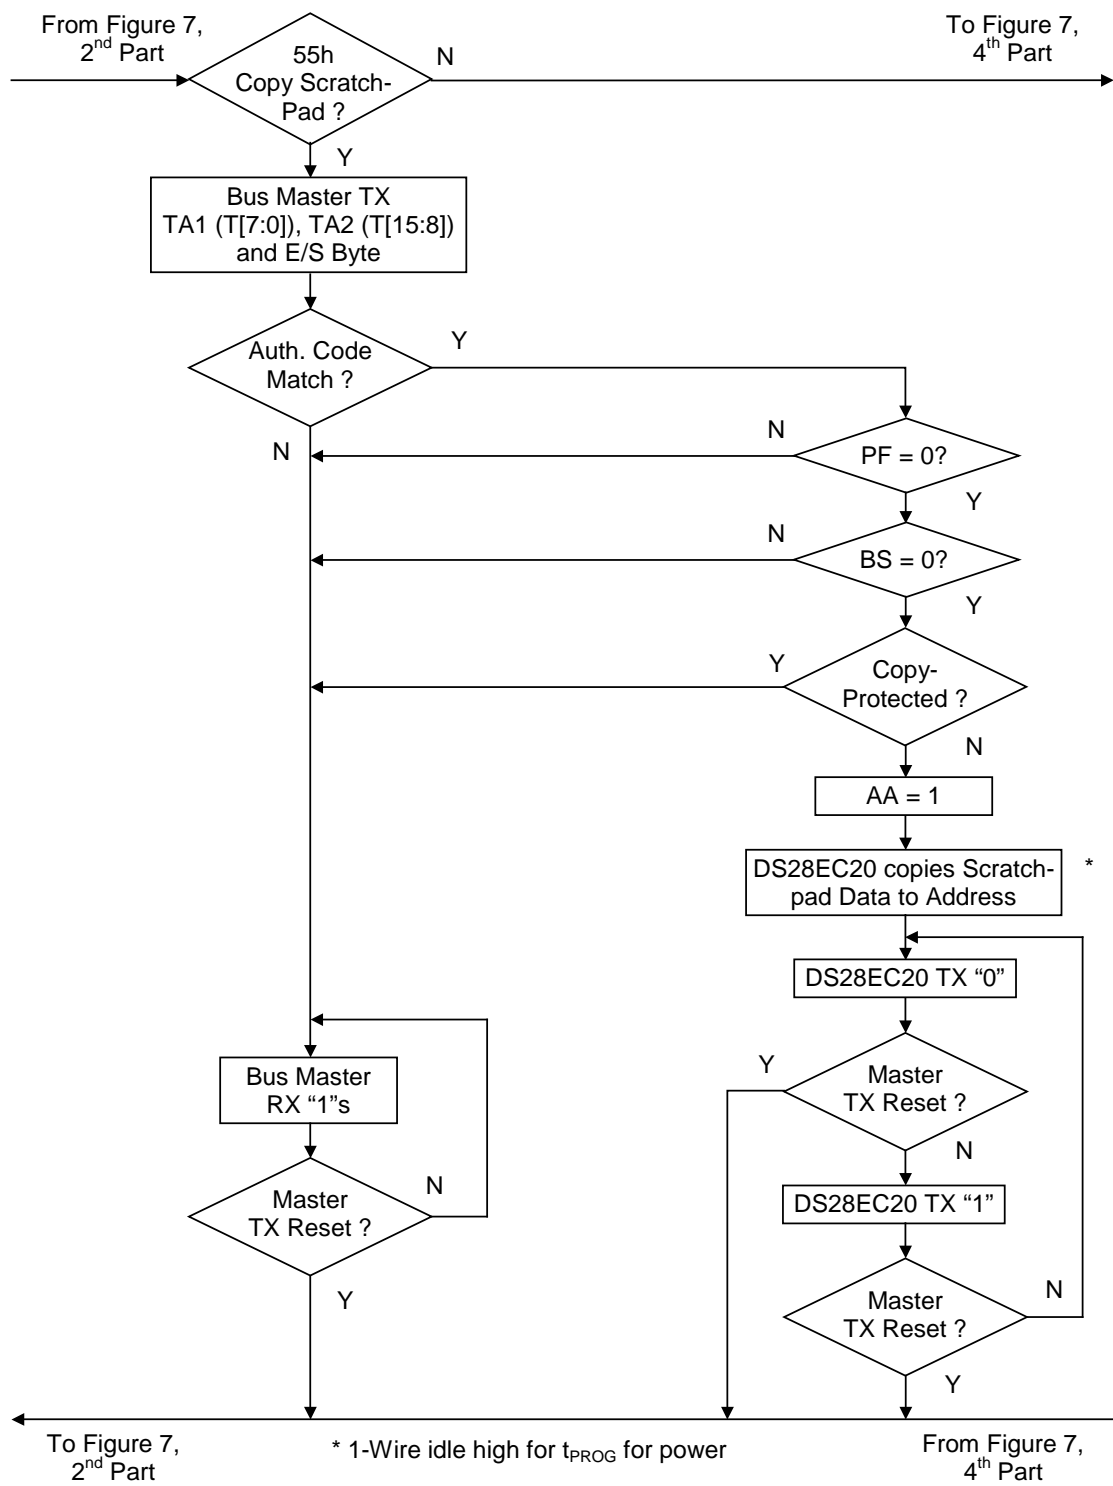 From Figure 7,
2nd Part
To Figure 7,
4th Part
55h
Copy Scratch-
Pad ?
N
Y
Bus Master TX
TA1 (T[7:0]), TA2 (T[15:8])
and E/S Byte
Auth. Code
Match ?
Y
N
PF = 0?
N
Y
BS = 0?
N
Y
Copy-
Protected ?
Y
N
AA = 1
DS28EC20 copies Scratch-
pad Data to Address
*
DS28EC20 TX “0”
Master
TX Reset ?
Y
N
DS28EC20 TX “1”
Master
TX Reset ?
N
Y
Bus Master
RX “1”s
Master
TX Reset ?
N
Y
To Figure 7,
2nd Part
* 1-Wire idle high for tPROG for power
From Figure 7,
4th Part